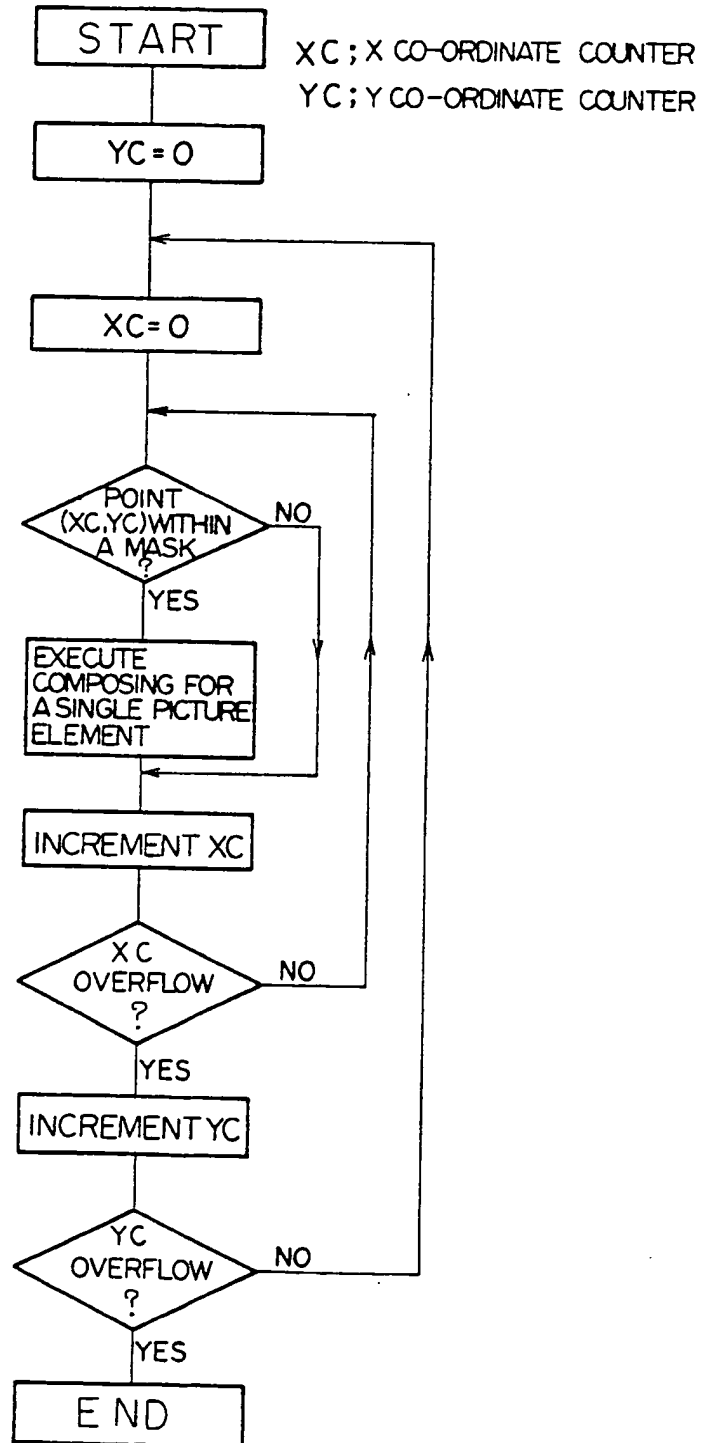 START
XC; X CO-ORDINATE COUNTER
YC; Y CO-ORDINATE COUNTER
YC=0
XC=0
POINT
(XC,YC) WITHIN
A MASK
?
NO
YES
EXECUTE
COMPOSING FOR
A SINGLE PICTURE
ELEMENT
INCREMENT XC
XC
OVERFLOW
?
NO
YES
INCREMENT YC
YC
OVERFLOW
?
NO
YES
END